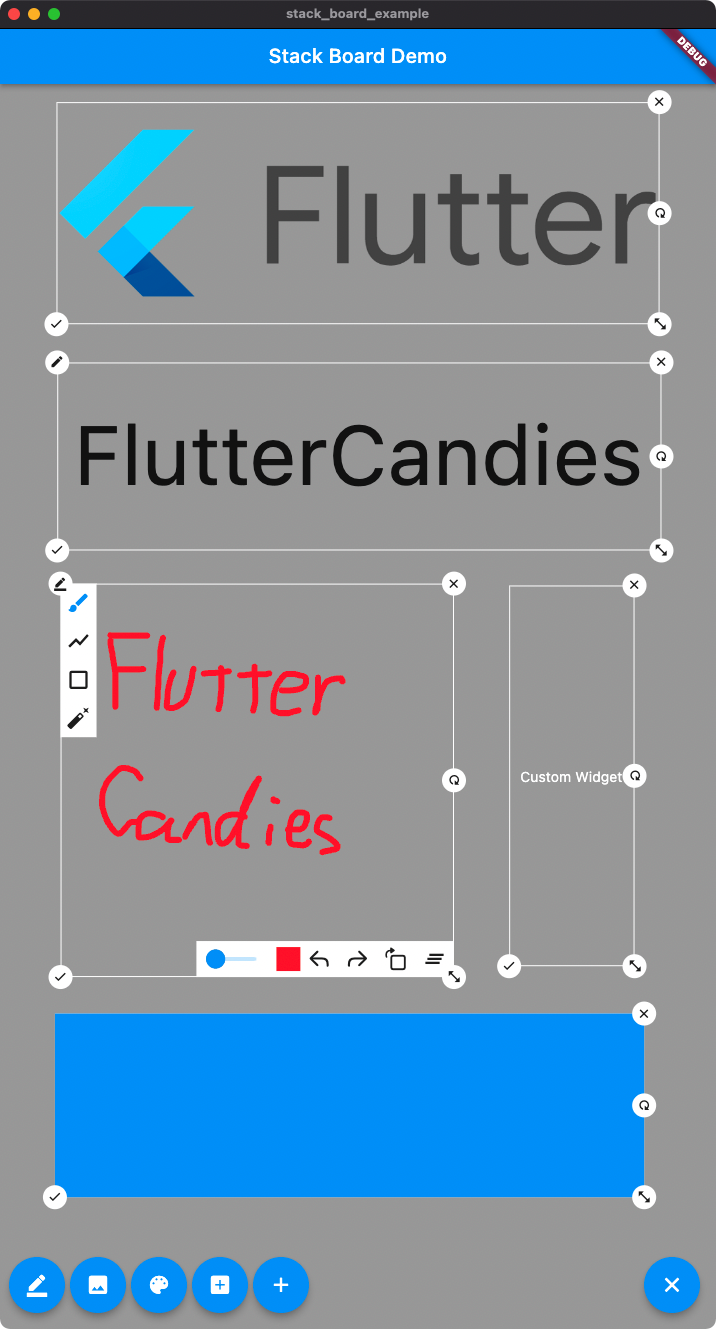 stack_board_example
Stack Board Demo
DEBUG
Flutter
FlutterCandies
Flutter
Candies
Custom Widget